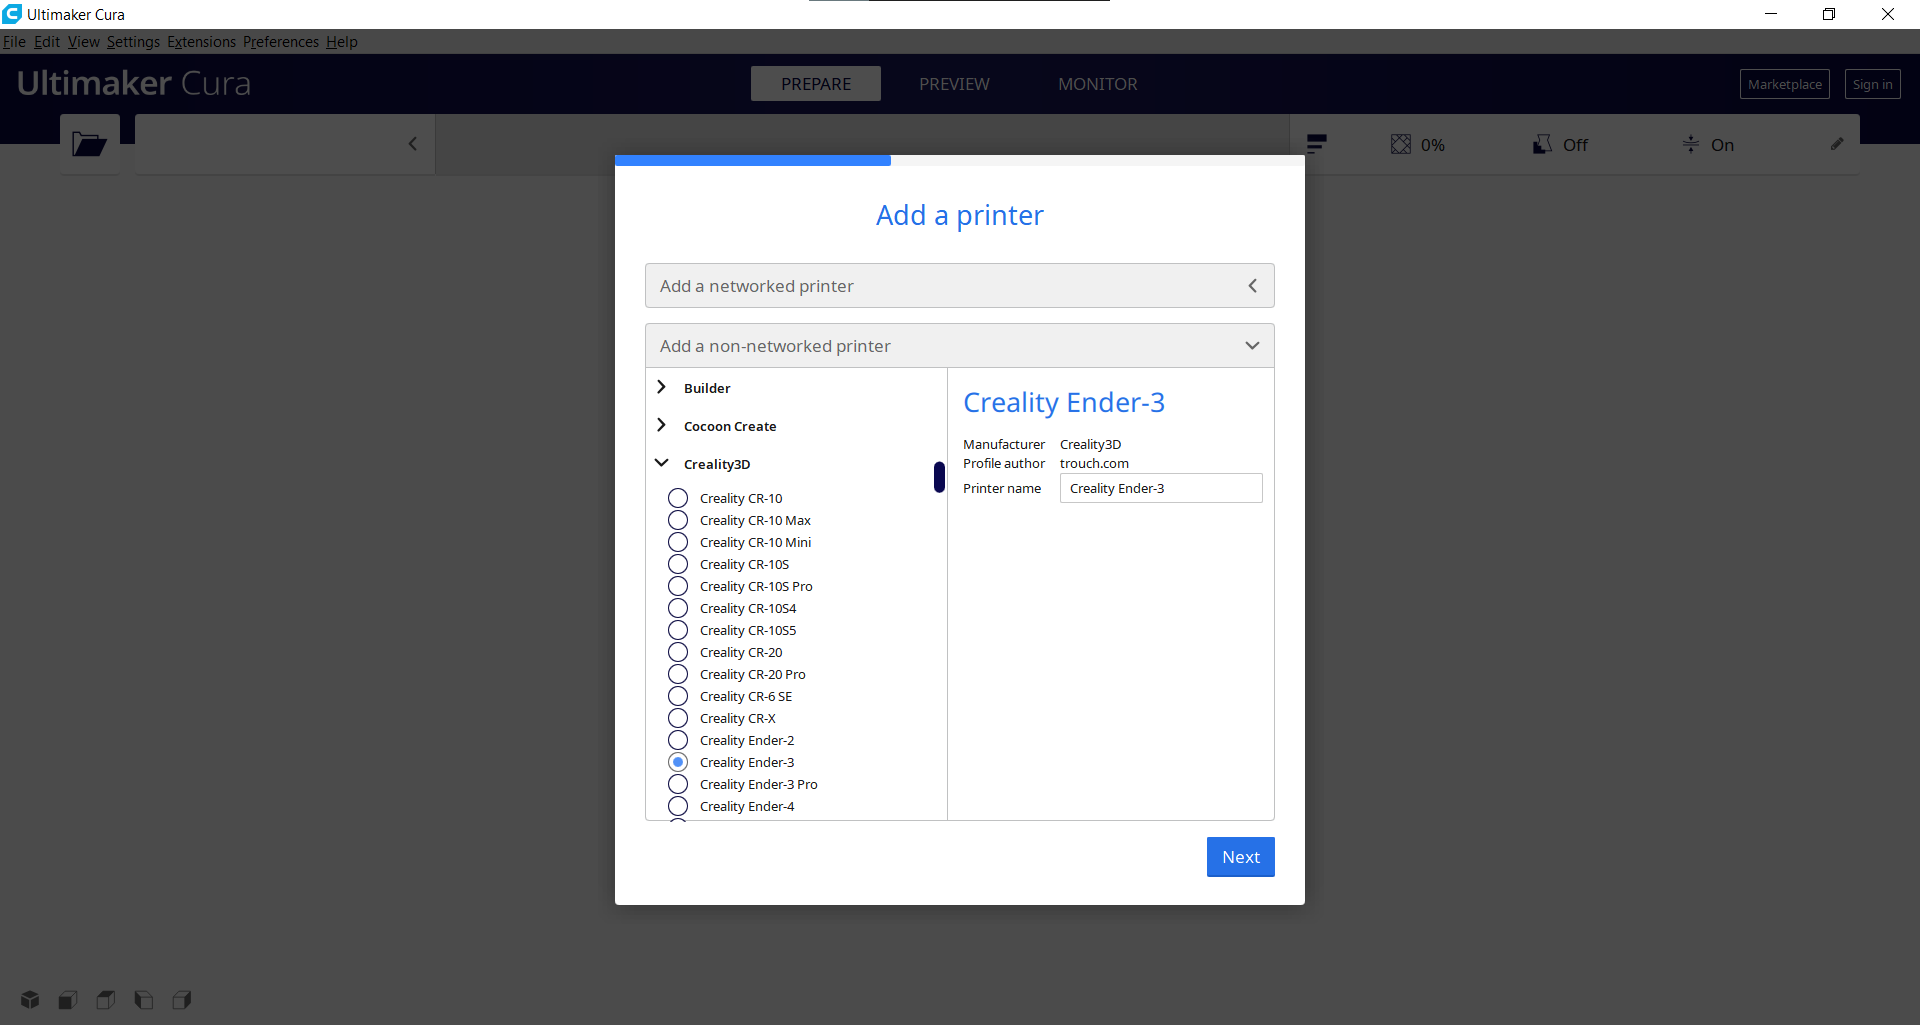 Ultimaker Cura
File Edit View Settings Extensions Preferences Help
Ultimaker Cura PREPARE PREVIEW MONITOR Marketplace Sign in
0% Off On
Add a printer
Add a networked printer
Add a non-networked printer
Builder
Cocoon Create
Creality3D
Creality CR-10
Creality CR-10 Max
Creality CR-10 Mini
Creality CR-10S
Creality CR-10S Pro
Creality CR-10S4
Creality CR-10S5
Creality CR-20
Creality CR-20 Pro
Creality CR-6 SE
Creality CR-X
Creality Ender-2
Creality Ender-3
Creality Ender-3 Pro
Creality Ender-4
Creality Ender-3
Manufacturer Creality3D
Profile author trouch.com
Printer name Creality Ender-3
Next